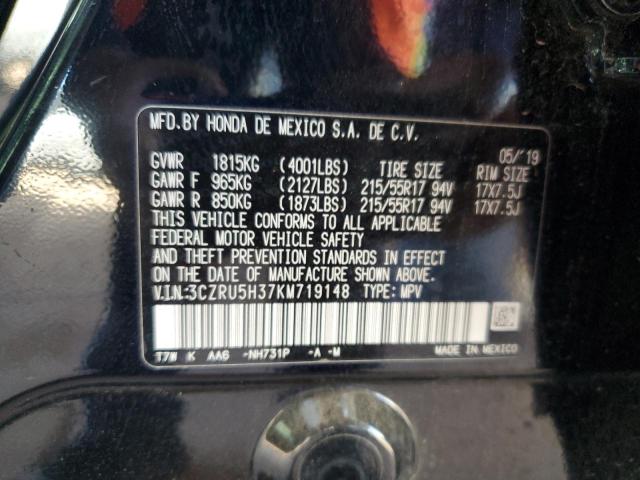 MFD.BY HONDA DE MEXICO S.A. DE C.V.
05/'19
GVWR 1815KG (4001LBS) TIRE SIZE RIM SIZE
GAWR F 965KG (2127LBS) 215/55R17 94V 17X7.5J
GAWR R 850KG (1873LBS) 215/55R17 94V 17X7.5J
THIS VEHICLE CONFORMS TO ALL APPLICABLE
FEDERAL MOTOR VEHICLE SAFETY
AND THEFT PREVENTION STANDARDS IN EFFECT
ON THE DATE OF MANUFACTURE SHOWN ABOVE.
V.I.N:3CZRU5H37KM719148 TYPE: MPV
T7W K AA6 -NH731P -A -M MADE IN MEXICO